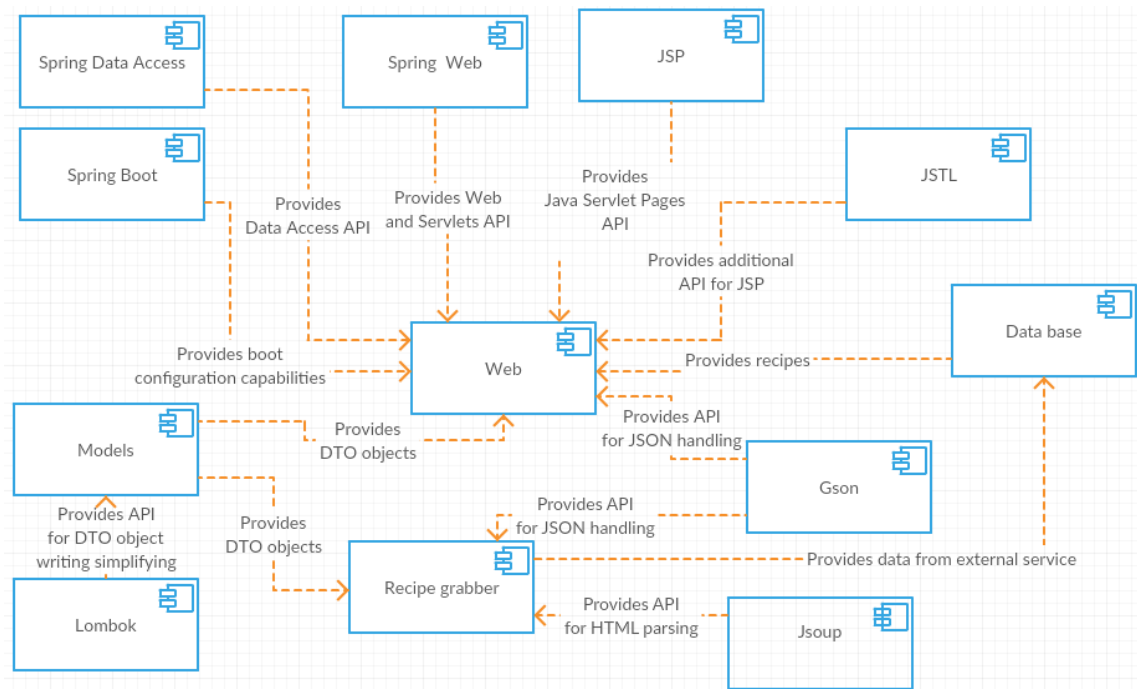 Spring Data Access
Spring  Web
JSP
Spring Boot
JSTL
Provides
Data Access API
Provides Web
and Servlets API
Provides
Java Servlet Pages
API
Provides additional
API for JSP
Data base
Provides boot
configuration capabilities
Web
Provides recipes
Models
Provides
DTO objects
Provides API
for JSON handling
Gson
Provides API
for DTO object
writing simplifying
Provides
DTO objects
Provides API
for JSON handling
Recipe grabber
Provides data from external service
Lombok
Provides API
for HTML parsing
Jsoup